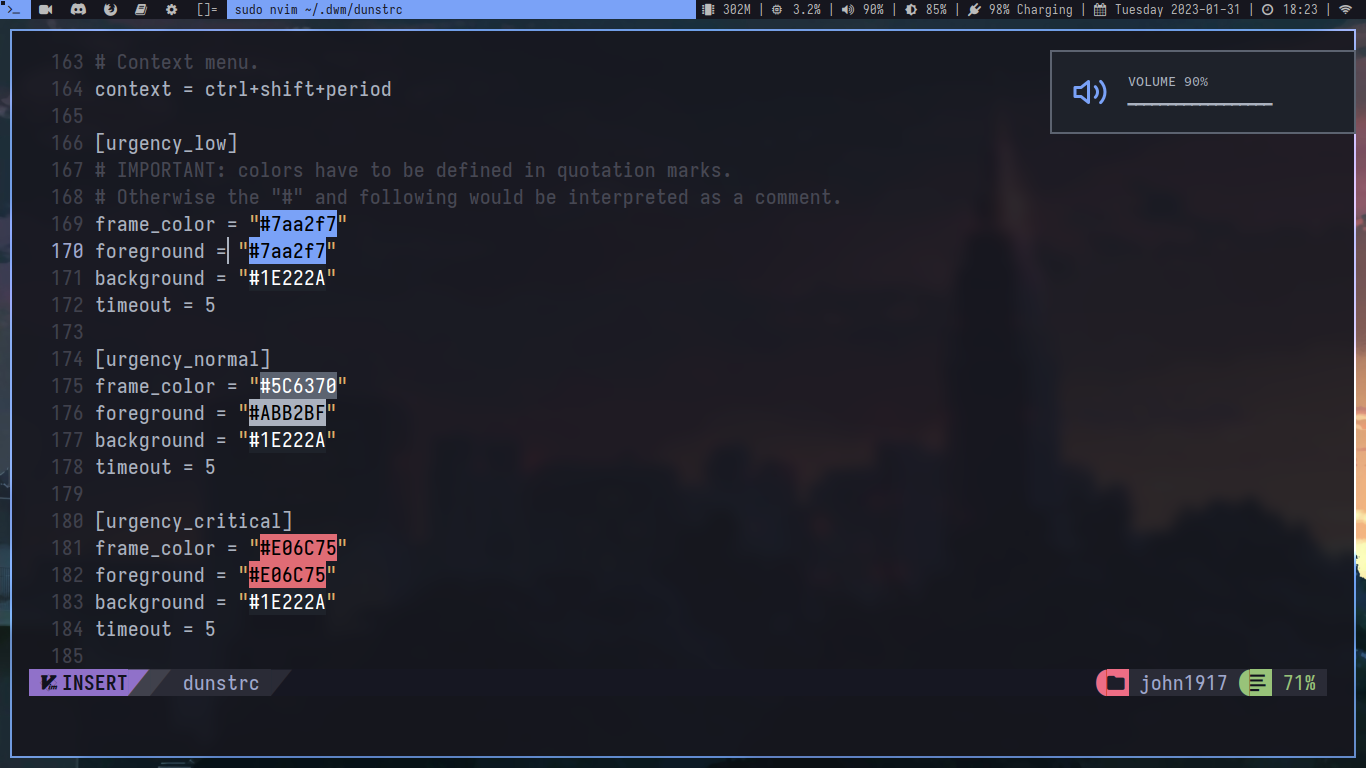 >_ []= sudo nvim ~/.dwm/dunstrc 302M | 3.2% | 90% | 85% | 98% Charging | Tuesday 2023-01-31 | 18:23 |
VOLUME 90%
163 # Context menu.
164 context = ctrl+shift+period
165
166 [urgency_low]
167 # IMPORTANT: colors have to be defined in quotation marks.
168 # Otherwise the "#" and following would be interpreted as a comment.
169 frame_color = "#7aa2f7"
170 foreground = "#7aa2f7"
171 background = "#1E222A"
172 timeout = 5
173
174 [urgency_normal]
175 frame_color = "#5C6370"
176 foreground = "#ABB2BF"
177 background = "#1E222A"
178 timeout = 5
179
180 [urgency_critical]
181 frame_color = "#E06C75"
182 foreground = "#E06C75"
183 background = "#1E222A"
184 timeout = 5
185
INSERT dunstrc john1917 71%